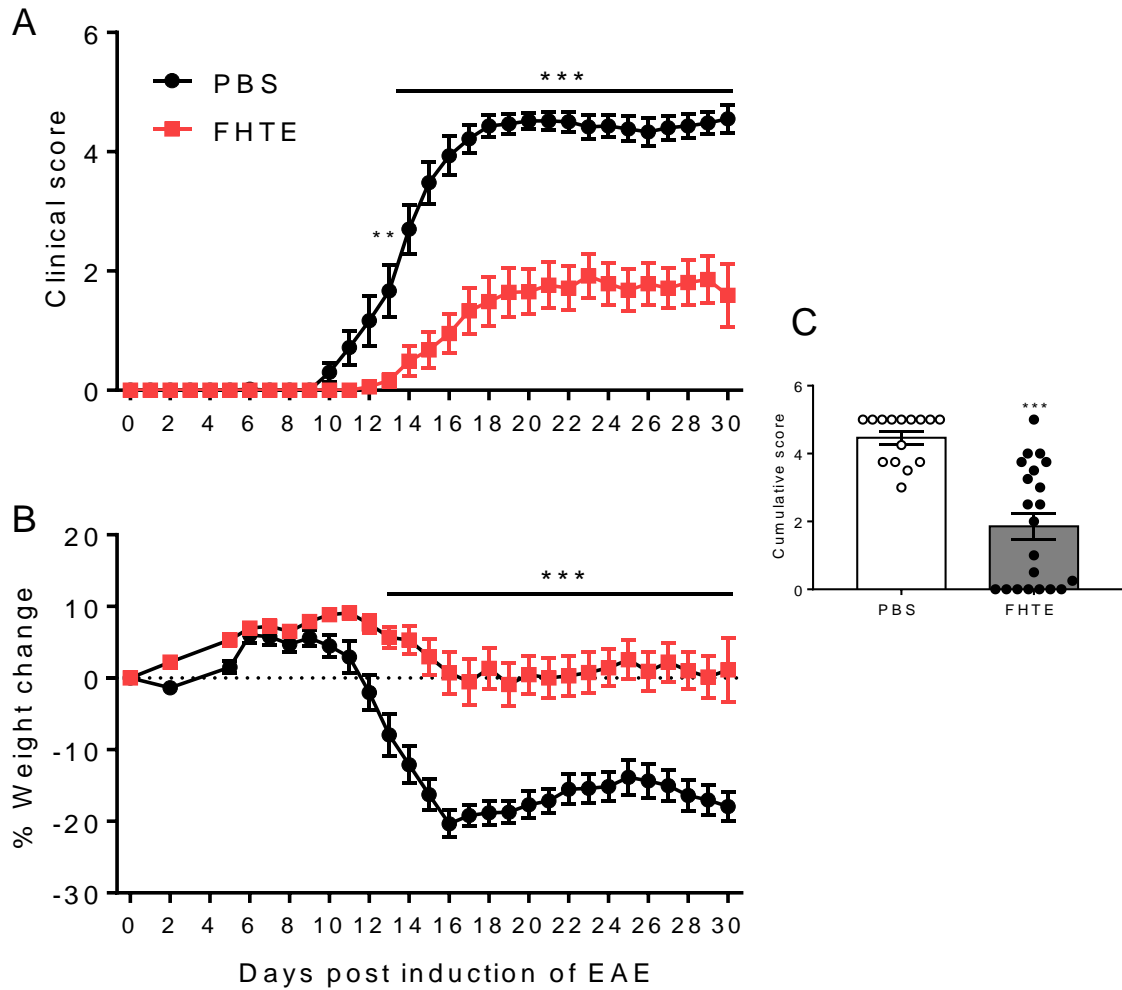 A
6
4
2
0
Clinical score
PBS
FHTE
**
***
0 2 4 6 8 10 12 14 16 18 20 22 24 26 28 30
B
20
10
0
-10
-20
-30
% Weight change
***
0 2 4 6 8 10 12 14 16 18 20 22 24 26 28 30
Days post induction of EAE
C
6
4
2
0
Cumulative score
***
PBS FHTE